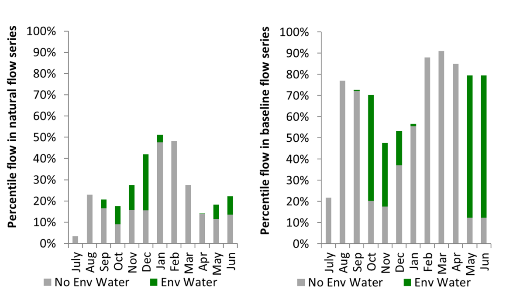 Percentile flow in natural flow series
100%
90%
80%
70%
60%
50%
40%
30%
20%
10%
0%
July
Aug
Sep
Oct
Nov
Dec
Jan
Feb
Mar
Apr
May
Jun
No Env Water
Env Water
Percentile flow in baseline flow series
100%
90%
80%
70%
60%
50%
40%
30%
20%
10%
0%
July
Aug
Sep
Oct
Nov
Dec
Jan
Feb
Mar
Apr
May
Jun
No Env Water
Env Water